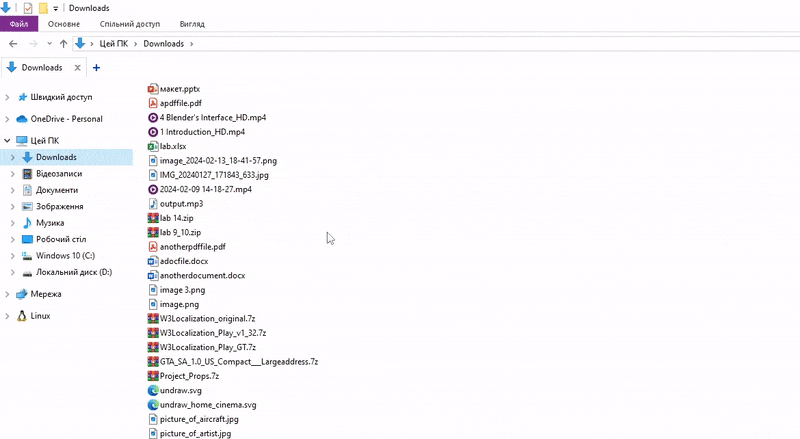 Downloads
Файл Основне Спільний доступ Вигляд
Цей ПК Downloads
Downloads
Швидкий доступ
OneDrive - Personal
Цей ПК
Downloads
Відеозаписи
Документи
Зображення
Музика
Робочий стіл
Windows 10 (C:)
Локальний диск (D:)
Мережа
Linux
макет.pptx
apdffile.pdf
4 Blender's Interface_HD.mp4
1 Introduction_HD.mp4
lab.xlsx
image_2024-02-13_18-41-57.png
IMG_20240127_171843_633.jpg
2024-02-09 14-18-27.mp4
output.mp3
lab 14.zip
lab 9_10.zip
anotherpdffile.pdf
adocfile.docx
anotherdocument.docx
image 3.png
image.png
W3Localization_original.7z
W3Localization_Play_v1_32.7z
W3Localization_Play_GT.7z
GTA_SA_1.0_US_Compact___Largeaddress.7z
Project_Props.7z
undraw.svg
undraw_home_cinema.svg
picture_of_aircraft.jpg
picture_of_artist.jpg